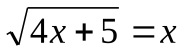 √(4x + 5) = x